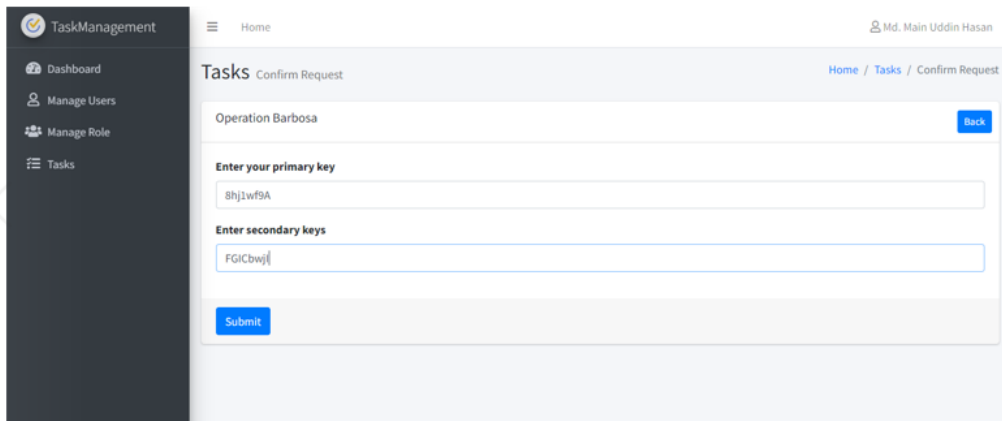 TaskManagement
Home
Md. Main Uddin Hasan
Dashboard
Manage Users
Manage Role
Tasks
Tasks Confirm Request
Home / Tasks / Confirm Request
Operation Barbosa
Back
Enter your primary key
8hj1wf9A
Enter secondary keys
FGICbwjl
Submit